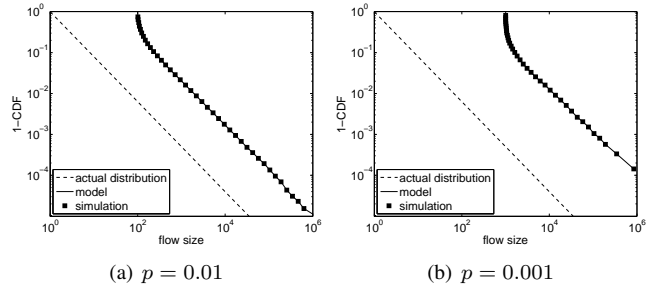 10^0
10^-1
10^-2
10^-3
10^-4
1−CDF
actual distribution
model
simulation
10^0 10^2 10^4 10^6
flow size
(a) p = 0.01
10^0
10^-1
10^-2
10^-3
10^-4
1−CDF
actual distribution
model
simulation
10^0 10^2 10^4 10^6
flow size
(b) p = 0.001